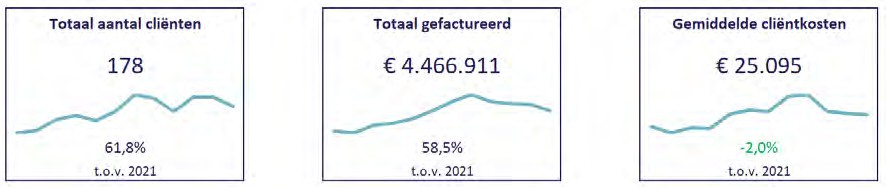 Totaal aantal cliënten
178
61,8%
t.o.v. 2021
Totaal gefactureerd
€ 4.466.911
58,5%
t.o.v. 2021
Gemiddelde cliëntkosten
€ 25.095
-2,0%
t.o.v. 2021